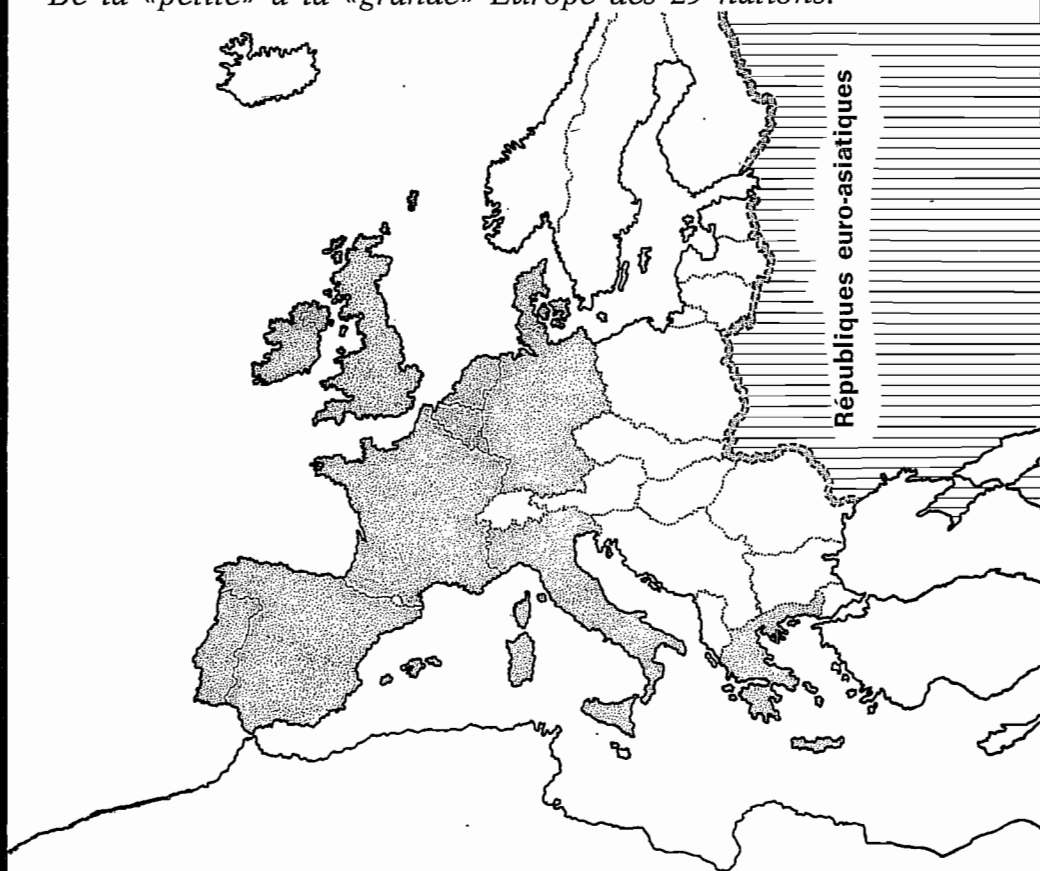 De la «petite» à la «grande» Europe des 29 nations.
Républiques euro-asiatiques